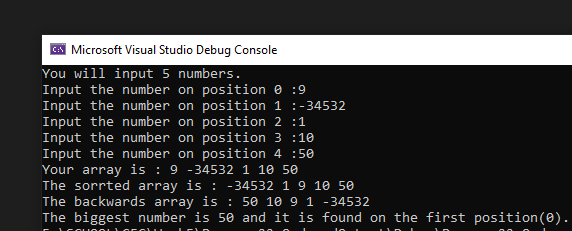 Microsoft Visual Studio Debug Console
You will input 5 numbers.
Input the number on position 0 :9
Input the number on position 1 :-34532
Input the number on position 2 :1
Input the number on position 3 :10
Input the number on position 4 :50
Your array is : 9 -34532 1 10 50
The sorrted array is : -34532 1 9 10 50
The backwards array is : 50 10 9 1 -34532
The biggest number is 50 and it is found on the first position(0).